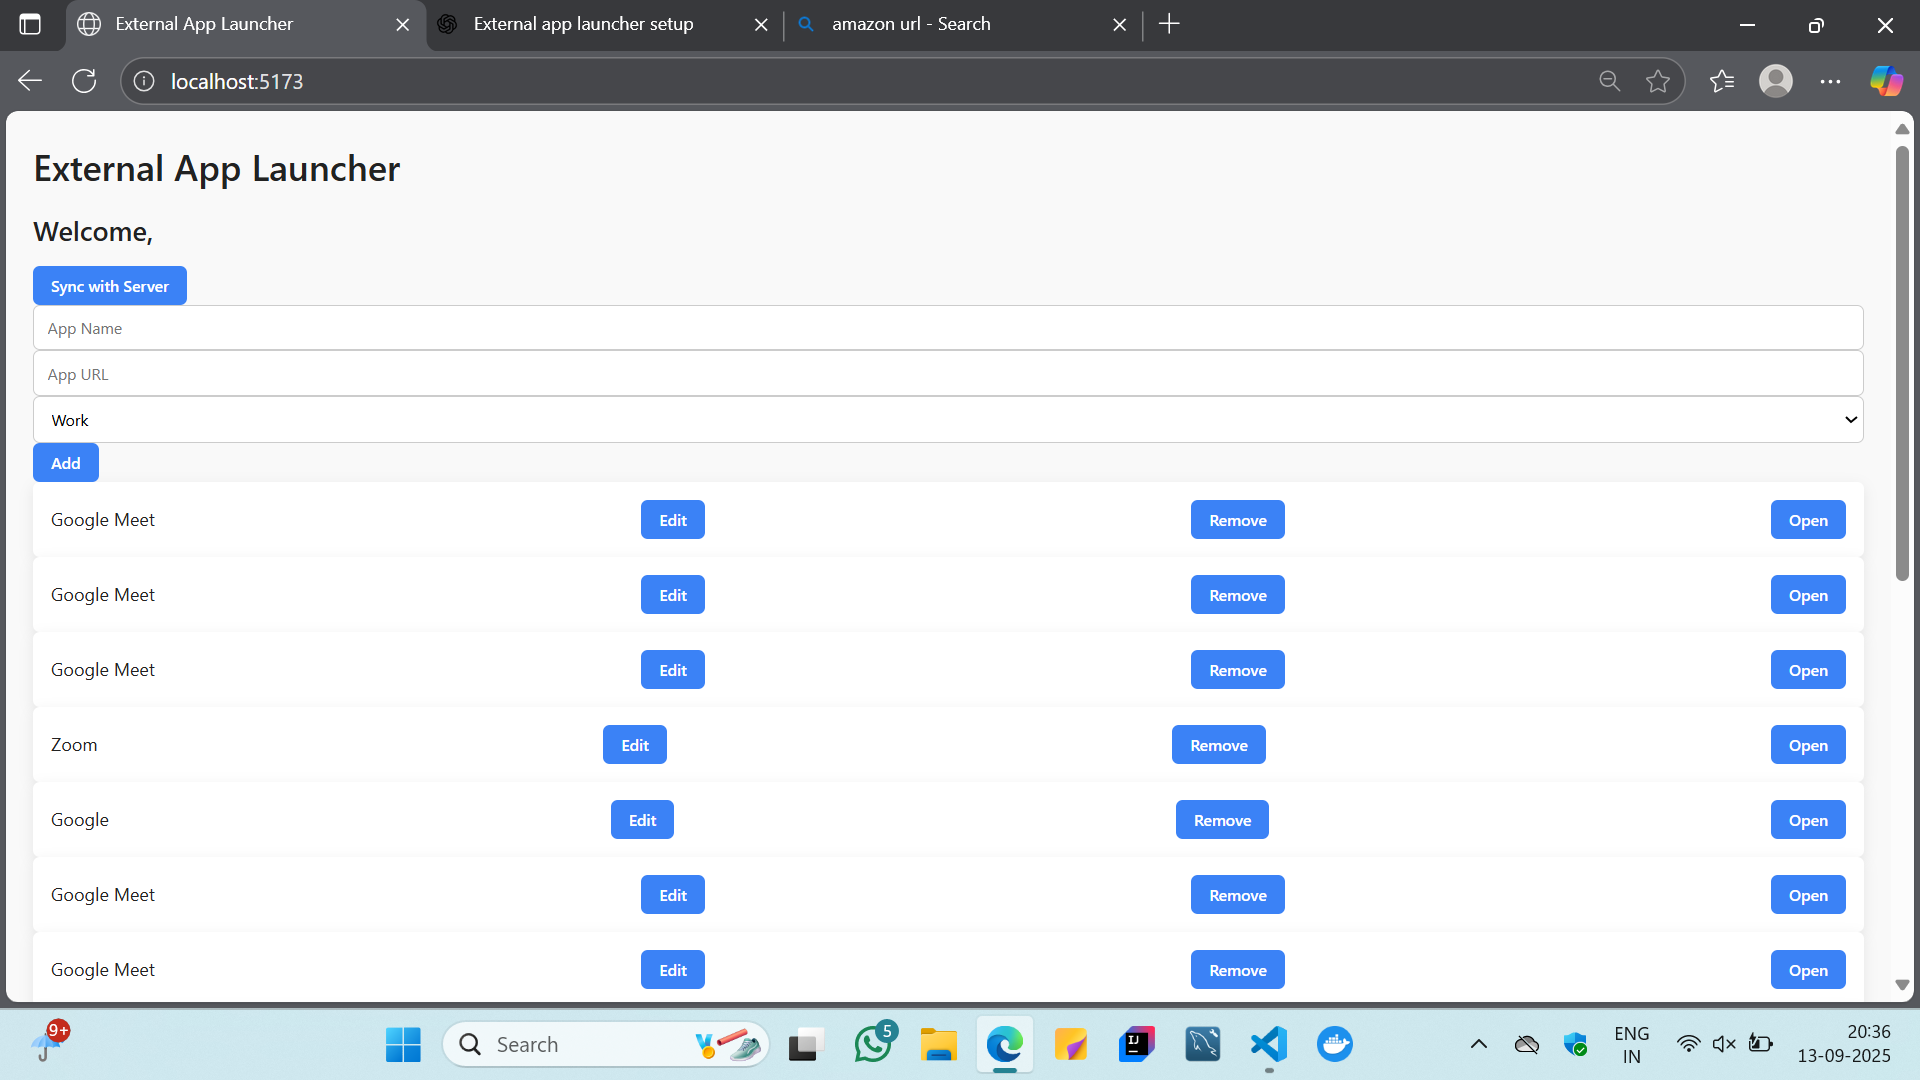 External App Launcher
External app launcher setup
amazon url - Search
localhost:5173
External App Launcher
Welcome,
Sync with Server
App Name
App URL
Work
Add
Google Meet Edit Remove Open
Google Meet Edit Remove Open
Google Meet Edit Remove Open
Zoom Edit Remove Open
Google Edit Remove Open
Google Meet Edit Remove Open
Google Meet Edit Remove Open
9+
Search
5
IJ
ENG
IN
20:36
13-09-2025